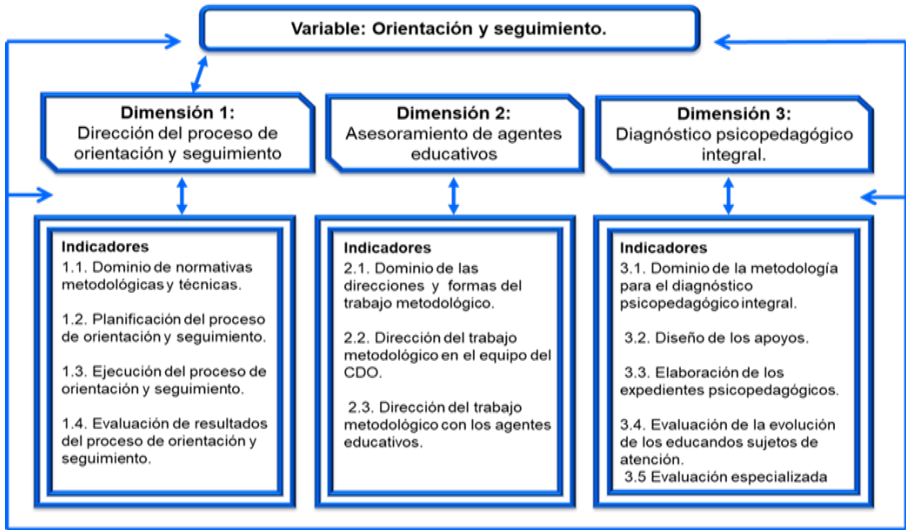 Variable: Orientación y seguimiento.
Dimensión 1:
Dirección del proceso de
orientación y seguimiento
Dimensión 2:
Asesoramiento de agentes
educativos
Dimensión 3:
Diagnóstico psicopedagógico
integral.
Indicadores
1.1. Dominio de normativas
metodológicas y técnicas.
1.2. Planificación del proceso
de orientación y seguimiento.
1.3. Ejecución del proceso de
orientación y seguimiento.
1.4. Evaluación de resultados
del proceso de orientación y
seguimiento.
Indicadores
2.1. Dominio de las
direcciones y formas del
trabajo metodológico.
2.2. Dirección del trabajo
metodológico en el equipo del
CDO.
2.3. Dirección del trabajo
metodológico con los agentes
educativos.
Indicadores
3.1. Dominio de la metodología
para el diagnóstico
psicopedagógico integral.
3.2. Diseño de los apoyos.
3.3. Elaboración de los
expedientes psicopedagógicos.
3.4. Evaluación de la evolución
de los educandos sujetos de
atención.
3.5 Evaluación especializada